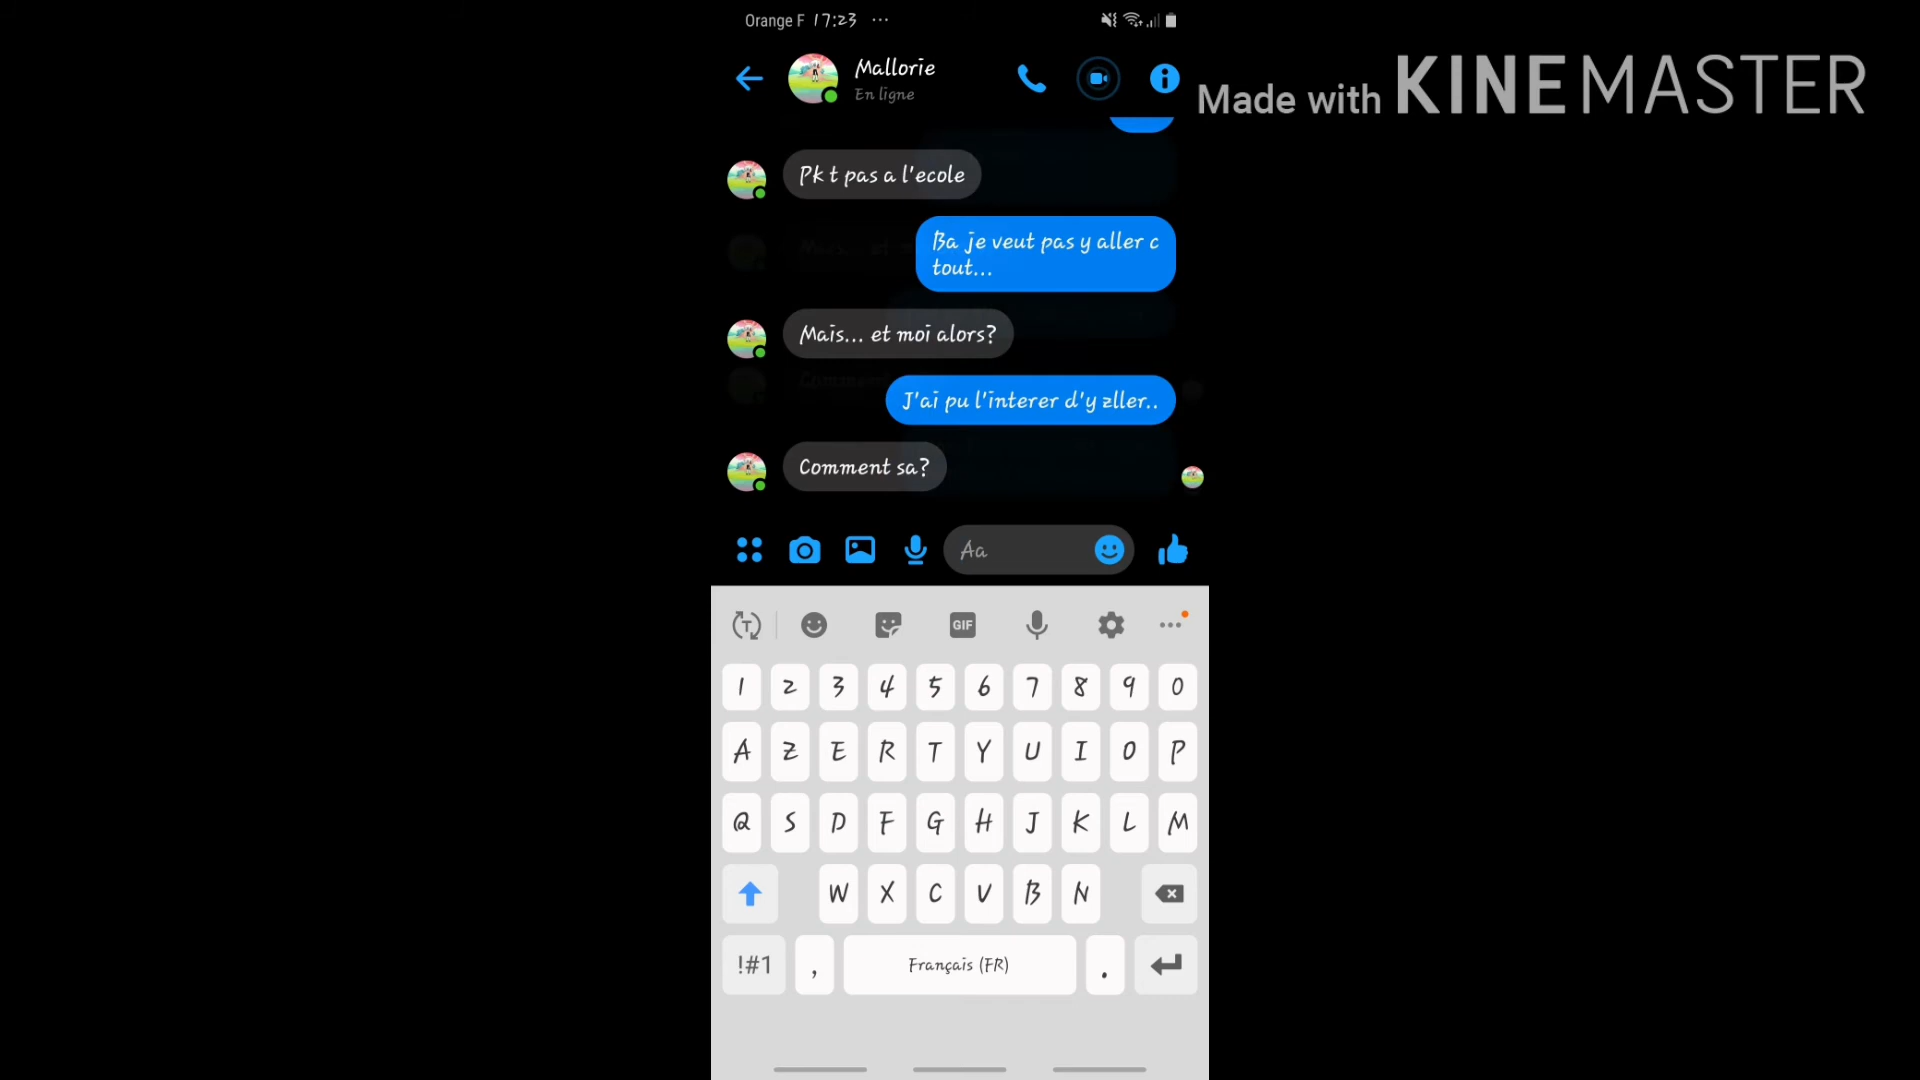 Orange F 17:23 ...
Mallorie
En ligne
Made with KINEMASTER
Pk t pas a l'ecole
Ba je veut pas y aller c
tout...
Mais... et moi alors?
J'ai pu l'interer d'y zller..
Comment sa?
Aa
GIF
1 2 3 4 5 6 7 8 9 0
A Z E R T Y U I O P
Q S D F G H J K L M
W X C V B N
!#1 , Français (FR) .